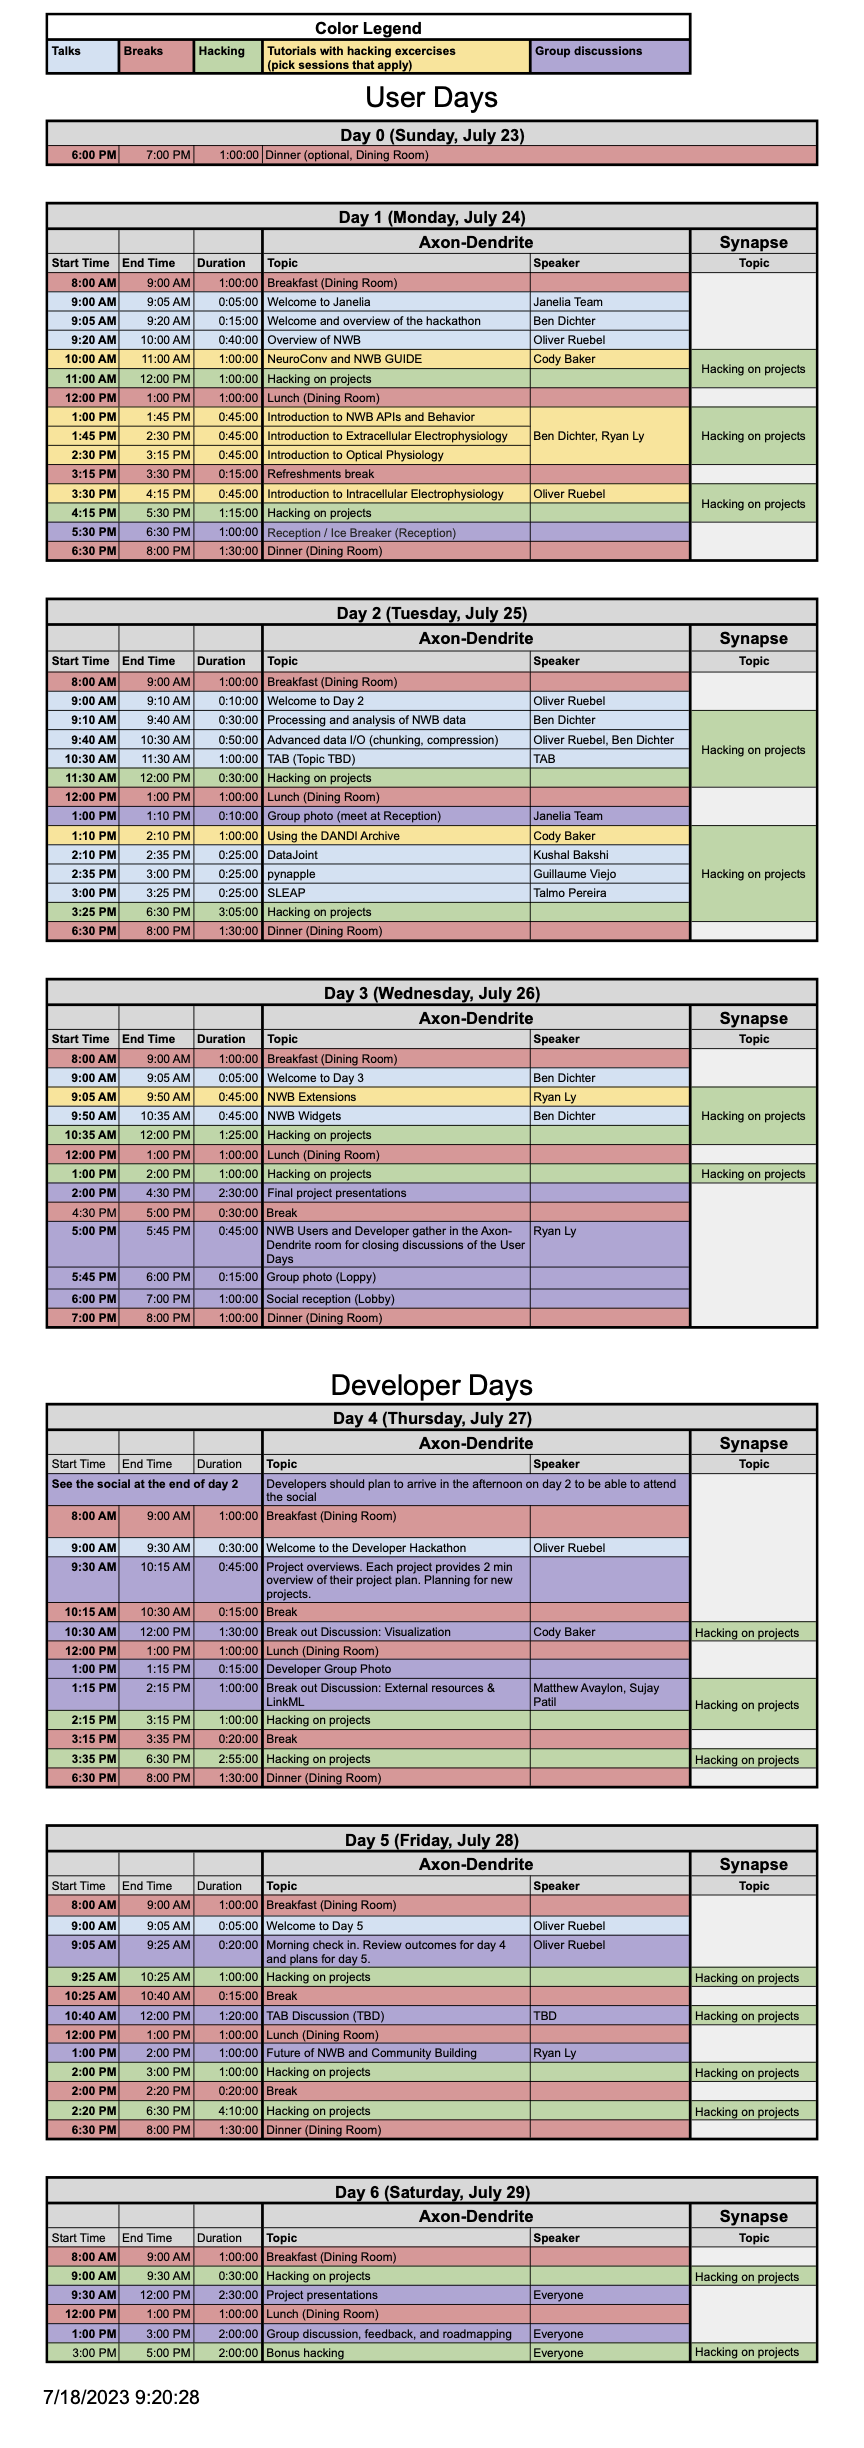 Color Legend
Talks Breaks Hacking Tutorials with hacking excercises (pick sessions that apply) Group discussions
User Days
Day 0 (Sunday, July 23)
6:00 PM 7:00 PM 1:00:00 Dinner (optional, Dining Room)
Day 1 (Monday, July 24)
Axon-Dendrite Synapse
Start Time End Time Duration Topic Speaker Topic
8:00 AM 9:00 AM 1:00:00 Breakfast (Dining Room)
9:00 AM 9:05 AM 0:05:00 Welcome to Janelia Janelia Team
9:05 AM 9:20 AM 0:15:00 Welcome and overview of the hackathon Ben Dichter
9:20 AM 10:00 AM 0:40:00 Overview of NWB Oliver Ruebel
10:00 AM 11:00 AM 1:00:00 NeuroConv and NWB GUIDE Cody Baker Hacking on projects
11:00 AM 12:00 PM 1:00:00 Hacking on projects
12:00 PM 1:00 PM 1:00:00 Lunch (Dining Room)
1:00 PM 1:45 PM 0:45:00 Introduction to NWB APIs and Behavior
1:45 PM 2:30 PM 0:45:00 Introduction to Extracellular Electrophysiology Ben Dichter, Ryan Ly Hacking on projects
2:30 PM 3:15 PM 0:45:00 Introduction to Optical Physiology
3:15 PM 3:30 PM 0:15:00 Refreshments break
3:30 PM 4:15 PM 0:45:00 Introduction to Intracellular Electrophysiology Oliver Ruebel Hacking on projects
4:15 PM 5:30 PM 1:15:00 Hacking on projects
5:30 PM 6:30 PM 1:00:00 Reception / Ice Breaker (Reception)
6:30 PM 8:00 PM 1:30:00 Dinner (Dining Room)
Day 2 (Tuesday, July 25)
Axon-Dendrite Synapse
Start Time End Time Duration Topic Speaker Topic
8:00 AM 9:00 AM 1:00:00 Breakfast (Dining Room)
9:00 AM 9:10 AM 0:10:00 Welcome to Day 2 Oliver Ruebel
9:10 AM 9:40 AM 0:30:00 Processing and analysis of NWB data Ben Dichter
9:40 AM 10:30 AM 0:50:00 Advanced data I/O (chunking, compression) Oliver Ruebel, Ben Dichter Hacking on projects
10:30 AM 11:30 AM 1:00:00 TAB (Topic TBD) TAB
11:30 AM 12:00 PM 0:30:00 Hacking on projects
12:00 PM 1:00 PM 1:00:00 Lunch (Dining Room)
1:00 PM 1:10 PM 0:10:00 Group photo (meet at Reception) Janelia Team
1:10 PM 2:10 PM 1:00:00 Using the DANDI Archive Cody Baker
2:10 PM 2:35 PM 0:25:00 DataJoint Kushal Bakshi
2:35 PM 3:00 PM 0:25:00 pynapple Guillaume Viejo Hacking on projects
3:00 PM 3:25 PM 0:25:00 SLEAP Talmo Pereira
3:25 PM 6:30 PM 3:05:00 Hacking on projects
6:30 PM 8:00 PM 1:30:00 Dinner (Dining Room)
Day 3 (Wednesday, July 26)
Axon-Dendrite Synapse
Start Time End Time Duration Topic Speaker Topic
8:00 AM 9:00 AM 1:00:00 Breakfast (Dining Room)
9:00 AM 9:05 AM 0:05:00 Welcome to Day 3 Ben Dichter
9:05 AM 9:50 AM 0:45:00 NWB Extensions Ryan Ly
9:50 AM 10:35 AM 0:45:00 NWB Widgets Ben Dichter Hacking on projects
10:35 AM 12:00 PM 1:25:00 Hacking on projects
12:00 PM 1:00 PM 1:00:00 Lunch (Dining Room)
1:00 PM 2:00 PM 1:00:00 Hacking on projects Hacking on projects
2:00 PM 4:30 PM 2:30:00 Final project presentations
4:30 PM 5:00 PM 0:30:00 Break
5:00 PM 5:45 PM 0:45:00 NWB Users and Developer gather in the Axon- Ryan Ly
Dendrite room for closing discussions of the User
Days
5:45 PM 6:00 PM 0:15:00 Group photo (Loppy)
6:00 PM 7:00 PM 1:00:00 Social reception (Lobby)
7:00 PM 8:00 PM 1:00:00 Dinner (Dining Room)
Developer Days
Day 4 (Thursday, July 27)
Axon-Dendrite Synapse
Start Time End Time Duration Topic Speaker Topic
See the social at the end of day 2 Developers should plan to arrive in the afternoon on day 2 to be able to attend
the social
8:00 AM 9:00 AM 1:00:00 Breakfast (Dining Room)
9:00 AM 9:30 AM 0:30:00 Welcome to the Developer Hackathon Oliver Ruebel
9:30 AM 10:15 AM 0:45:00 Project overviews. Each project provides 2 min
overview of their project plan. Planning for new
projects.
10:15 AM 10:30 AM 0:15:00 Break
10:30 AM 12:00 PM 1:30:00 Break out Discussion: Visualization Cody Baker Hacking on projects
12:00 PM 1:00 PM 1:00:00 Lunch (Dining Room)
1:00 PM 1:15 PM 0:15:00 Developer Group Photo
1:15 PM 2:15 PM 1:00:00 Break out Discussion: External resources & Matthew Avaylon, Sujay
LinkML Patil Hacking on projects
2:15 PM 3:15 PM 1:00:00 Hacking on projects
3:15 PM 3:35 PM 0:20:00 Break
3:35 PM 6:30 PM 2:55:00 Hacking on projects Hacking on projects
6:30 PM 8:00 PM 1:30:00 Dinner (Dining Room)
Day 5 (Friday, July 28)
Axon-Dendrite Synapse
Start Time End Time Duration Topic Speaker Topic
8:00 AM 9:00 AM 1:00:00 Breakfast (Dining Room)
9:00 AM 9:05 AM 0:05:00 Welcome to Day 5 Oliver Ruebel
9:05 AM 9:25 AM 0:20:00 Morning check in. Review outcomes for day 4 Oliver Ruebel
and plans for day 5.
9:25 AM 10:25 AM 1:00:00 Hacking on projects Hacking on projects
10:25 AM 10:40 AM 0:15:00 Break
10:40 AM 12:00 PM 1:20:00 TAB Discussion (TBD) TBD Hacking on projects
12:00 PM 1:00 PM 1:00:00 Lunch (Dining Room)
1:00 PM 2:00 PM 1:00:00 Future of NWB and Community Building Ryan Ly
2:00 PM 3:00 PM 1:00:00 Hacking on projects Hacking on projects
2:00 PM 2:20 PM 0:20:00 Break
2:20 PM 6:30 PM 4:10:00 Hacking on projects Hacking on projects
6:30 PM 8:00 PM 1:30:00 Dinner (Dining Room)
Day 6 (Saturday, July 29)
Axon-Dendrite Synapse
Start Time End Time Duration Topic Speaker Topic
8:00 AM 9:00 AM 1:00:00 Breakfast (Dining Room)
9:00 AM 9:30 AM 0:30:00 Hacking on projects Hacking on projects
9:30 AM 12:00 PM 2:30:00 Project presentations Everyone
12:00 PM 1:00 PM 1:00:00 Lunch (Dining Room)
1:00 PM 3:00 PM 2:00:00 Group discussion, feedback, and roadmapping Everyone
3:00 PM 5:00 PM 2:00:00 Bonus hacking Everyone Hacking on projects
7/18/2023 9:20:28